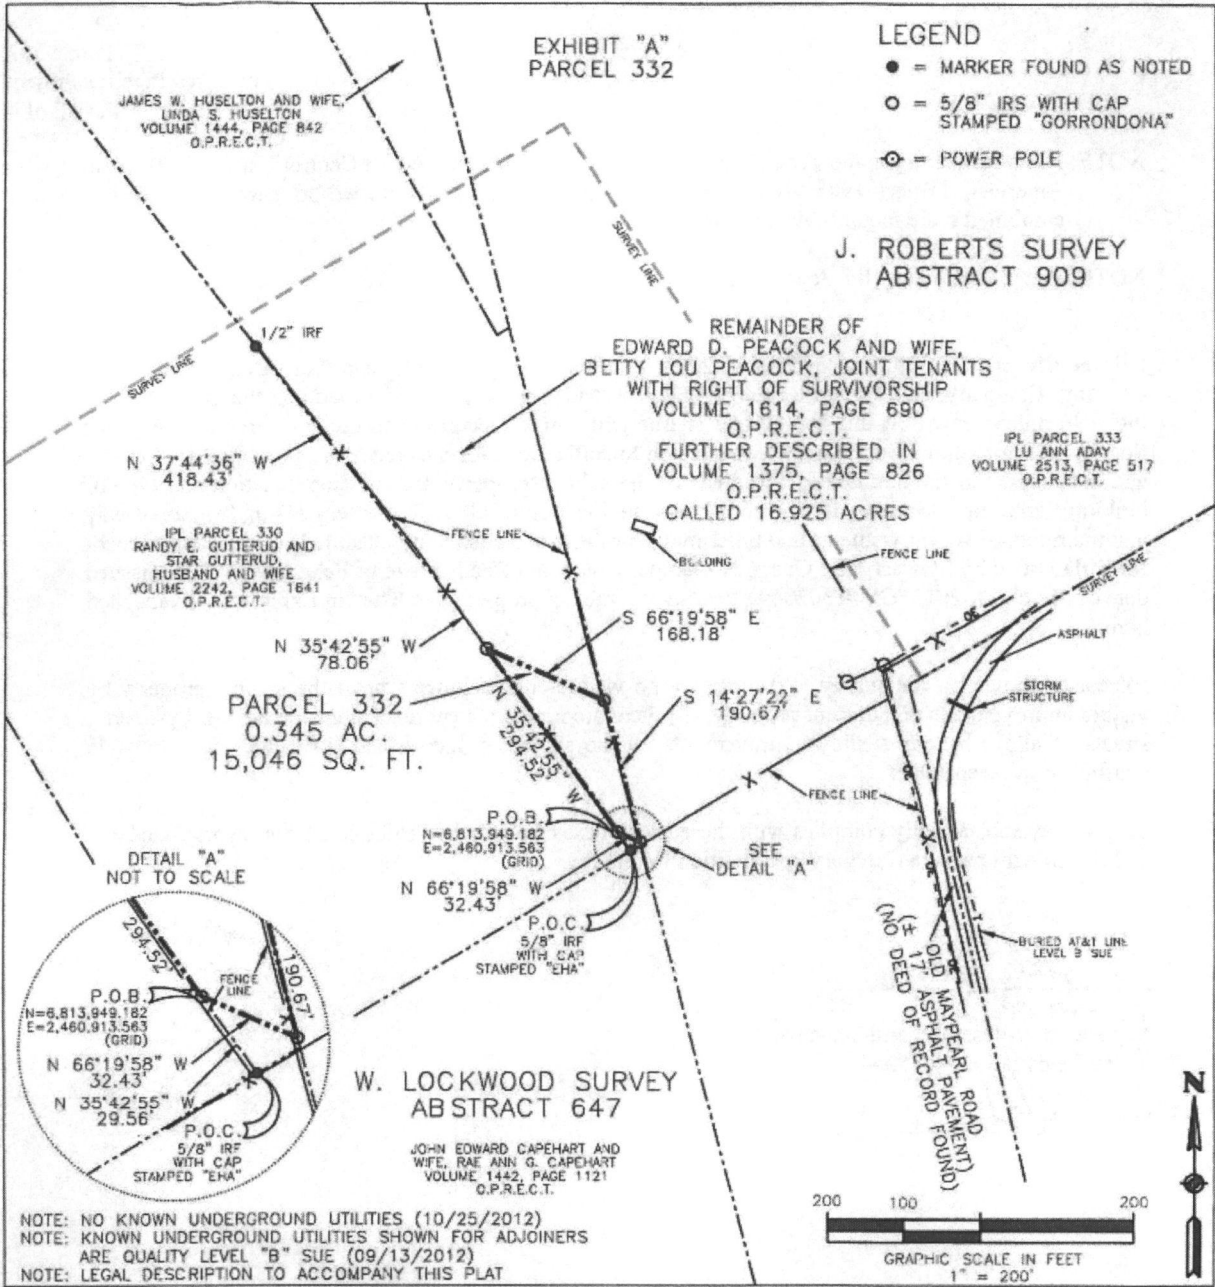 EXHIBIT "A"
PARCEL 332
LEGEND
= MARKER FOUND AS NOTED
= 5/8" IRS WITH CAP
STAMPED "GORRONDONA"
= POWER POLE
JAMES W. HUSELTON AND WIFE,
LINDA S. HUSELTON
VOLUME 1444, PAGE 842
O.P.R.E.C.T.
SURVEY LINE
J. ROBERTS SURVEY
ABSTRACT 909
1/2" IRF
SURVEY LINE
REMAINDER OF
EDWARD D. PEACOCK AND WIFE,
BETTY LOU PEACOCK, JOINT TENANTS
WITH RIGHT OF SURVIVORSHIP
VOLUME 1614, PAGE 690
O.P.R.E.C.T.
FURTHER DESCRIBED IN
VOLUME 1375, PAGE 826
O.P.R.E.C.T.
CALLED 16.925 ACRES
IPL PARCEL 333
LU ANN ADAY
VOLUME 2513, PAGE 517
O.P.R.E.C.T.
N 37°44'36" W
418.43'
FENCE LINE
IPL PARCEL 330
RANDY E. GUTTERUD AND
STAR GUTTERUD,
HUSBAND AND WIFE
VOLUME 2242, PAGE 1641
O.P.R.E.C.T.
BUILDING
FENCE LINE
SURVEY LINE
S 66°19'58" E
168.18'
N 35°42'55" W
78.06'
OE
ASPHALT
STORM
STRUCTURE
PARCEL 332
0.345 AC.
15,046 SQ. FT.
N 35°42'55" W
294.52'
S 14°27'22" E
190.67'
OE
FENCE LINE
OE
OE
P.O.B.
N=6,813,949.182
E=2,460,913.563
(GRID)
SEE
DETAIL "A"
N 66°19'58" W
32.43'
P.O.C.
5/8" IRF
WITH CAP
STAMPED "EHA"
BURIED AT&T LINE
LEVEL B SUE
OLD MAYPEARL ROAD
(± 17' ASPHALT PAVEMENT)
(NO DEED OF RECORD FOUND)
DETAIL "A"
NOT TO SCALE
294.52'
FENCE
LINE
190.67'
P.O.B.
N=6,813,949.182
E=2,460,913.563
(GRID)
N 66°19'58" W
32.43'
N 35°42'55" W
29.56'
P.O.C.
5/8" IRF
WITH CAP
STAMPED "EHA"
W. LOCKWOOD SURVEY
ABSTRACT 647
JOHN EDWARD CAPEHART AND
WIFE, RAE ANN G. CAPEHART
VOLUME 1442, PAGE 1121
O.P.R.E.C.T.
N
200 100 200
GRAPHIC SCALE IN FEET
1" = 200'
NOTE: NO KNOWN UNDERGROUND UTILITIES (10/25/2012)
NOTE: KNOWN UNDERGROUND UTILITIES SHOWN FOR ADJOINERS
ARE QUALITY LEVEL "B" SUE (09/13/2012)
NOTE: LEGAL DESCRIPTION TO ACCOMPANY THIS PLAT